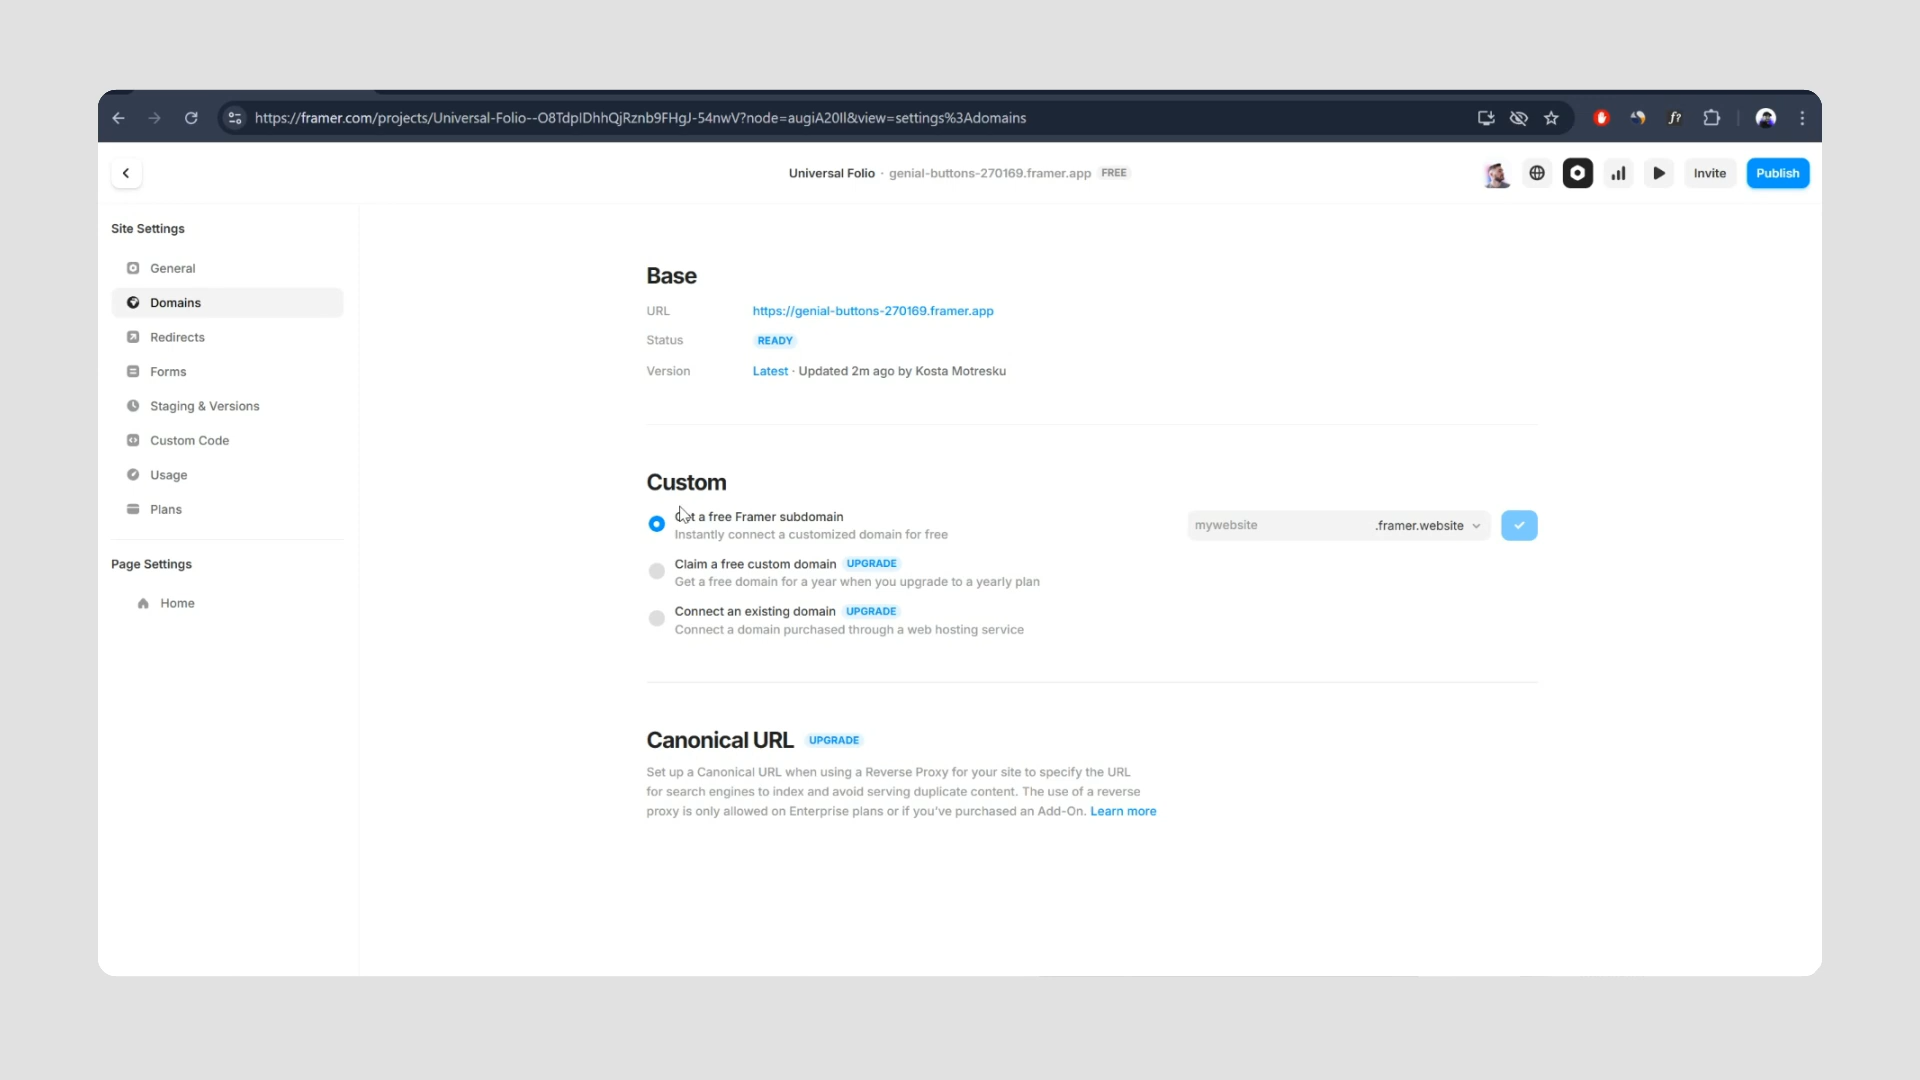 https://framer.com/projects/Universal-Folio--O8TdpIDhhQjRznb9FHgJ-54nwV?node=augiA20Il&view=settings%3Adomains
Universal Folio · genial-buttons-270169.framer.app FREE
Invite
Publish
Site Settings
General
Domains
Redirects
Forms
Staging & Versions
Custom Code
Usage
Plans
Page Settings
Home
Base
URL https://genial-buttons-270169.framer.app
Status READY
Version Latest · Updated 2m ago by Kosta Motresku
Custom
Get a free Framer subdomain
Instantly connect a customized domain for free
mywebsite .framer.website
Claim a free custom domain UPGRADE
Get a free domain for a year when you upgrade to a yearly plan
Connect an existing domain UPGRADE
Connect a domain purchased through a web hosting service
Canonical URL UPGRADE
Set up a Canonical URL when using a Reverse Proxy for your site to specify the URL
for search engines to index and avoid serving duplicate content. The use of a reverse
proxy is only allowed on Enterprise plans or if you've purchased an Add-On. Learn more